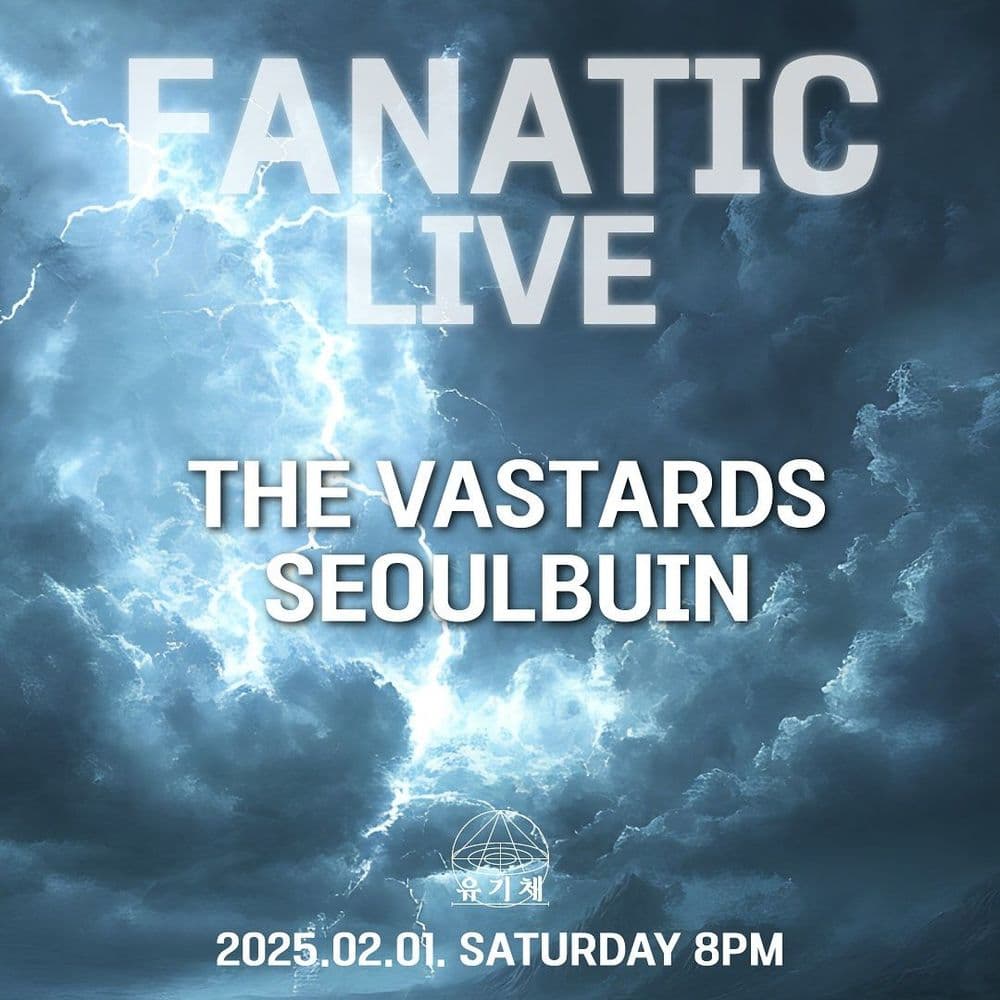 FANATIC
LIVE
THE VASTARDS
SEOULBUIN
유기체
2025.02.01. SATURDAY 8PM